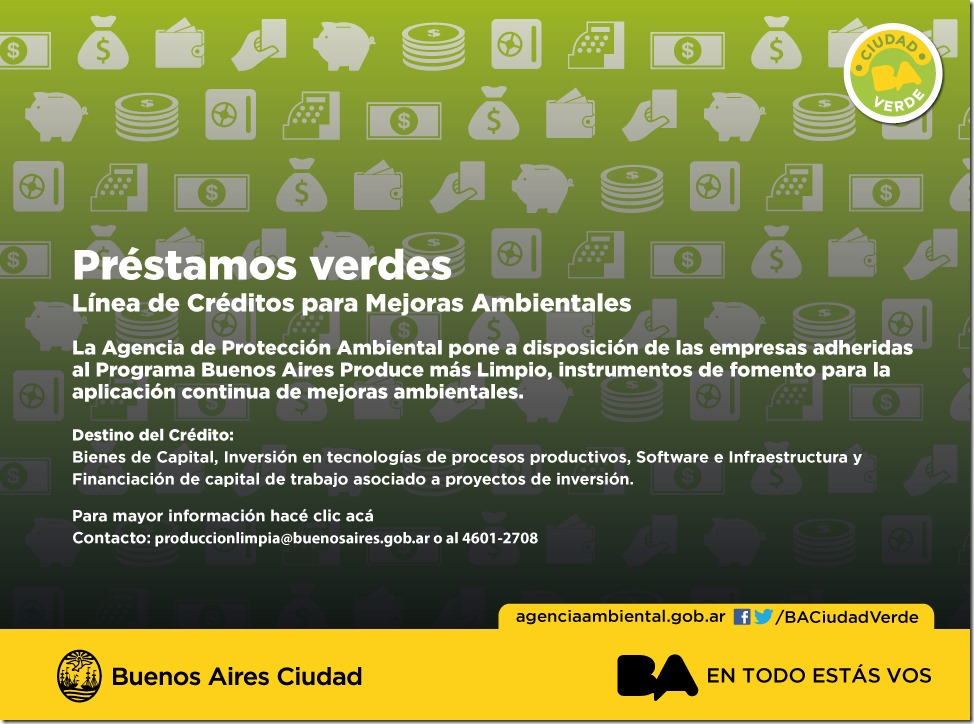 CIUDAD
BA
VERDE
Préstamos verdes
Línea de Créditos para Mejoras Ambientales
La Agencia de Protección Ambiental pone a disposición de las empresas adheridas
al Programa Buenos Aires Produce más Limpio, instrumentos de fomento para la
aplicación continua de mejoras ambientales.
Destino del Crédito:
Bienes de Capital, Inversión en tecnologías de procesos productivos, Software e Infraestructura y
Financiación de capital de trabajo asociado a proyectos de inversión.
Para mayor información hacé clic acá
Contacto: produccionlimpia@buenosaires.gob.ar o al 4601-2708
agenciaambiental.gob.ar /BACiudadVerde
Buenos Aires Ciudad
BA EN TODO ESTÁS VOS